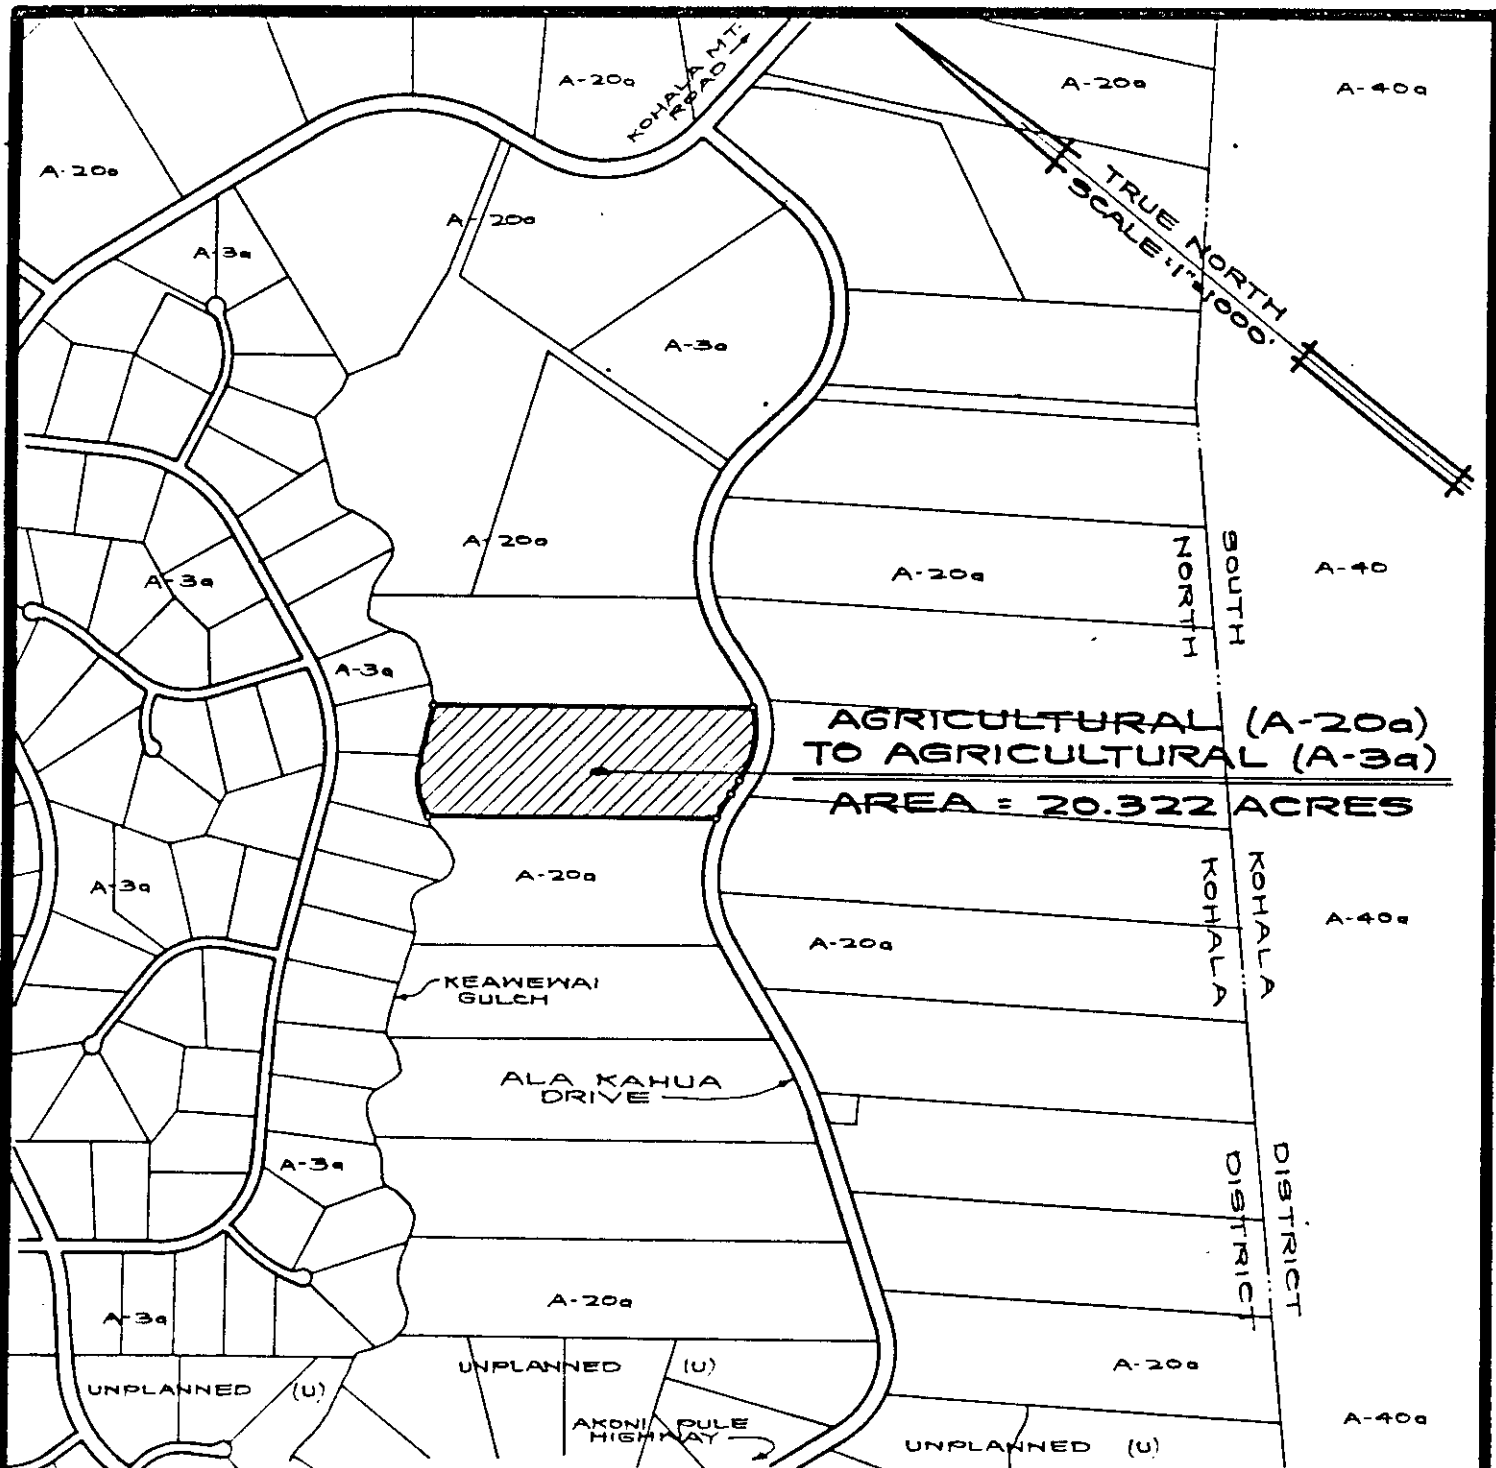 KOHALA MT.
ROAD
A-20a
A-20a
A-40a
A-20a
A-20a
A-3a
TRUE NORTH
SCALE: 1"=1000'
A-3a
A-20a
A-20a
SOUTH
NORTH
A-40
A-3a
A-3a
AGRICULTURAL (A-20a)
TO AGRICULTURAL (A-3a)
AREA = 20.322 ACRES
A-20a
A-3a
KOHALA
KOHALA
A-40a
A-20a
KEAWEWAI
GULCH
ALA KAHUA
DRIVE
A-3a
DISTRICT
DISTRICT
A-20a
A-3a
UNPLANNED (U)
A-20a
UNPLANNED (U)
A-40a
AKONI PULE
HIGHWAY
UNPLANNED (U)